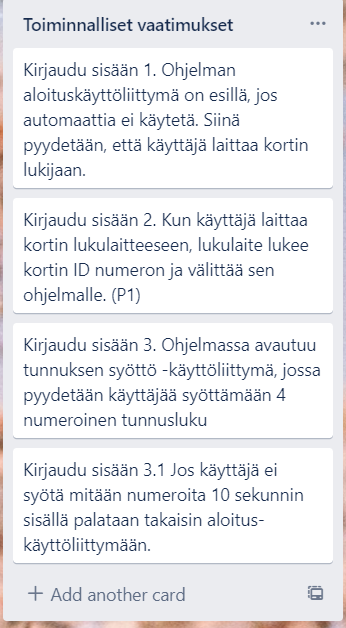 Toiminnalliset vaatimukset
Kirjaudu sisään 1. Ohjelman
aloituskäyttöliittymä on esillä, jos
automaattia ei käytetä. Siinä
pyydetään, että käyttäjä laittaa kortin
lukijaan.
Kirjaudu sisään 2. Kun käyttäjä laittaa
kortin lukulaitteeseen, lukulaite lukee
kortin ID numeron ja välittää sen
ohjelmalle. (P1)
Kirjaudu sisään 3. Ohjelmassa avautuu
tunnuksen syöttö -käyttöliittymä, jossa
pyydetään käyttäjää syöttämään 4
numeroinen tunnusluku
Kirjaudu sisään 3.1 Jos käyttäjä ei
syötä mitään numeroita 10 sekunnin
sisällä palataan takaisin aloitus-
käyttöliittymään.
+ Add another card